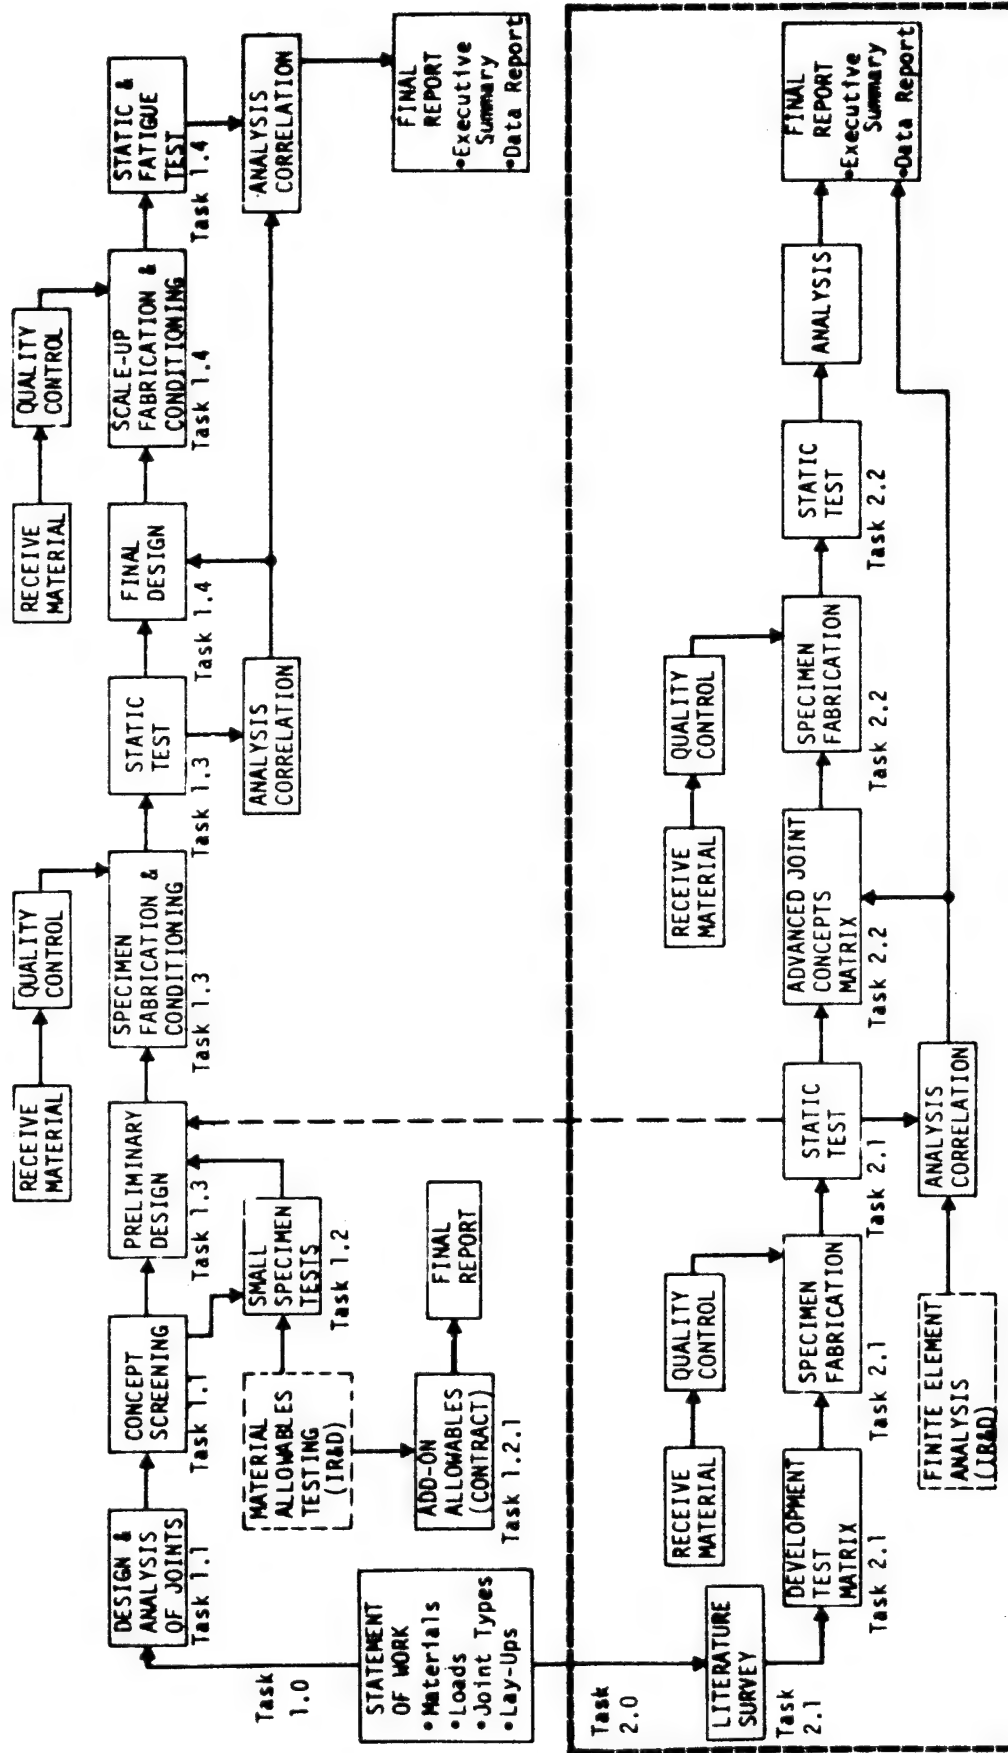 RECEIVE
MATERIAL
QUALITY
CONTROL
RECEIVE
MATERIAL
QUALITY
CONTROL
DESIGN &
ANALYSIS
OF JOINTS
Task 1.1
CONCEPT
SCREENING
Task 1.1
PRELIMINARY
DESIGN
Task 1.3
SPECIMEN
FABRICATION &
CONDITIONING
Task 1.3
STATIC
TEST
Task 1.3
FINAL
DESIGN
Task 1.4
SCALE-UP
FABRICATION &
CONDITIONING
Task 1.4
STATIC &
FATIGUE
TEST
Task 1.4
Task
1.0
MATERIAL
ALLOWABLES
TESTING
(IR&D)
SMALL
SPECIMEN
TESTS
Task 1.2
ANALYSIS
CORRELATION
ANALYSIS
CORRELATION
STATEMENT
OF WORK
•Materials
•Loads
•Joint Types
•Lay-Ups
ADD-ON
ALLOWABLES
(CONTRACT)
Task 1.2.1
FINAL
REPORT
FINAL
REPORT
•Executive
Summary
•Data Report
Task
2.0
RECEIVE
MATERIAL
QUALITY
CONTROL
RECEIVE
MATERIAL
QUALITY
CONTROL
LITERATURE
SURVEY
Task
2.1
DEVELOPMENT
TEST
MATRIX
Task 2.1
SPECIMEN
FABRICATION
Task 2.1
STATIC
TEST
Task 2.1
ADVANCED JOINT
CONCEPTS
MATRIX
Task 2.2
SPECIMEN
FABRICATION
Task 2.2
STATIC
TEST
Task 2.2
ANALYSIS
FINAL
REPORT
•Executive
Summary
•Data Report
FINITE ELEMENT
ANALYSIS
(IR&D)
ANALYSIS
CORRELATION